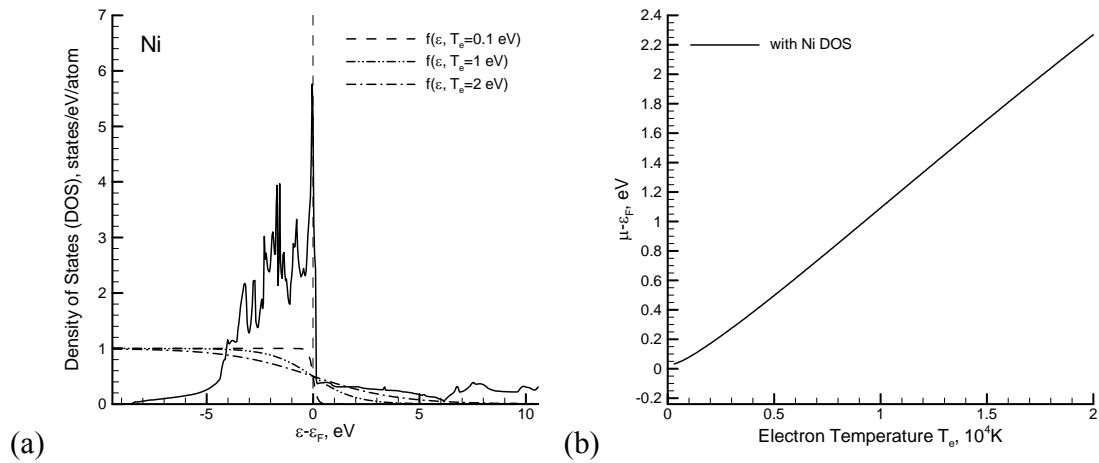 Ni
f(ε, Tₑ=0.1 eV)
f(ε, Tₑ=1 eV)
f(ε, Tₑ=2 eV)
Density of States (DOS), states/eV/atom
7
6
5
4
3
2
1
0
-5
0
5
10
ε-ε_F, eV
(a)
with Ni DOS
μ-ε_F, eV
2.4
2.2
2
1.8
1.6
1.4
1.2
1
0.8
0.6
0.4
0.2
0
-0.2
0
0.5
1
1.5
2
Electron Temperature Tₑ, 10⁴K
(b)